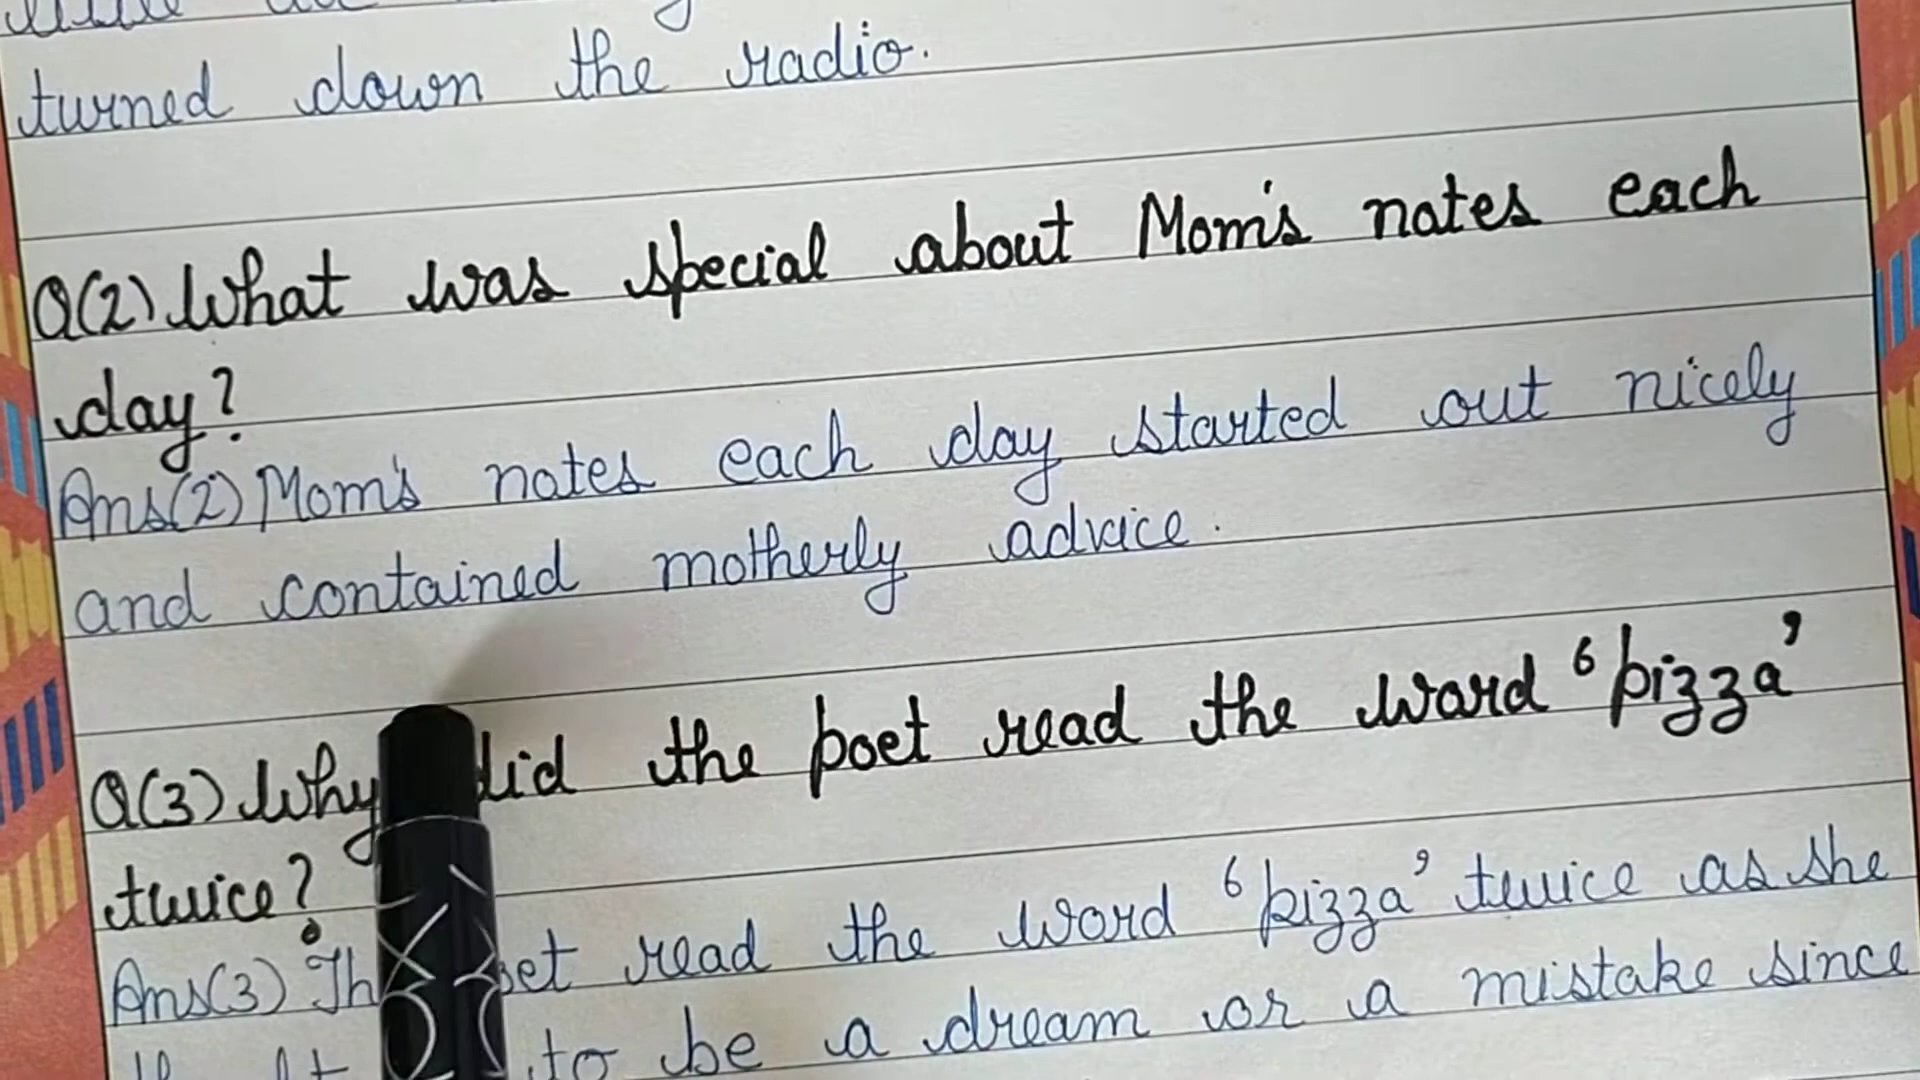 turned down the radio.
Q(2) What was special about Mom's notes each
day?
Ans(2) Mom's notes each day started out nicely
and contained motherly advice.
Q(3) Why did the poet read the word 'pizza'
twice?
Ans(3) The poet read the word 'pizza' twice as she
to be a dream or a mistake since